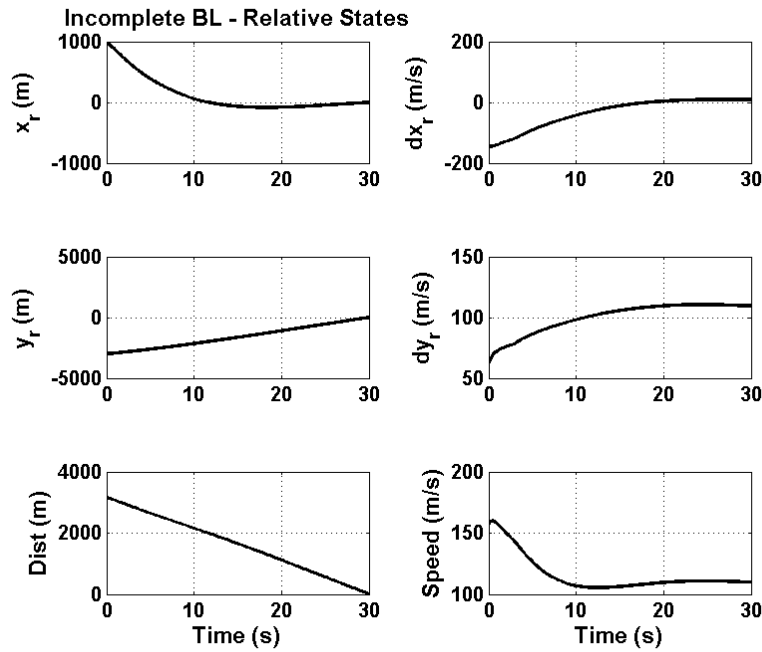 Incomplete BL - Relative States
1000
0
-1000
x_r (m)
0 10 20 30
200
0
-200
dx_r (m/s)
0 10 20 30
5000
0
-5000
y_r (m)
0 10 20 30
150
100
50
dy_r (m/s)
0 10 20 30
4000
2000
0
Dist (m)
0 10 20 30
Time (s)
200
150
100
Speed (m/s)
0 10 20 30
Time (s)